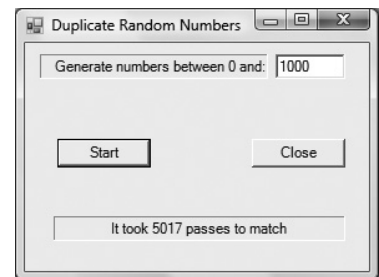 Duplicate Random Numbers
Generate numbers between 0 and: 1000
Start Close
It took 5017 passes to match